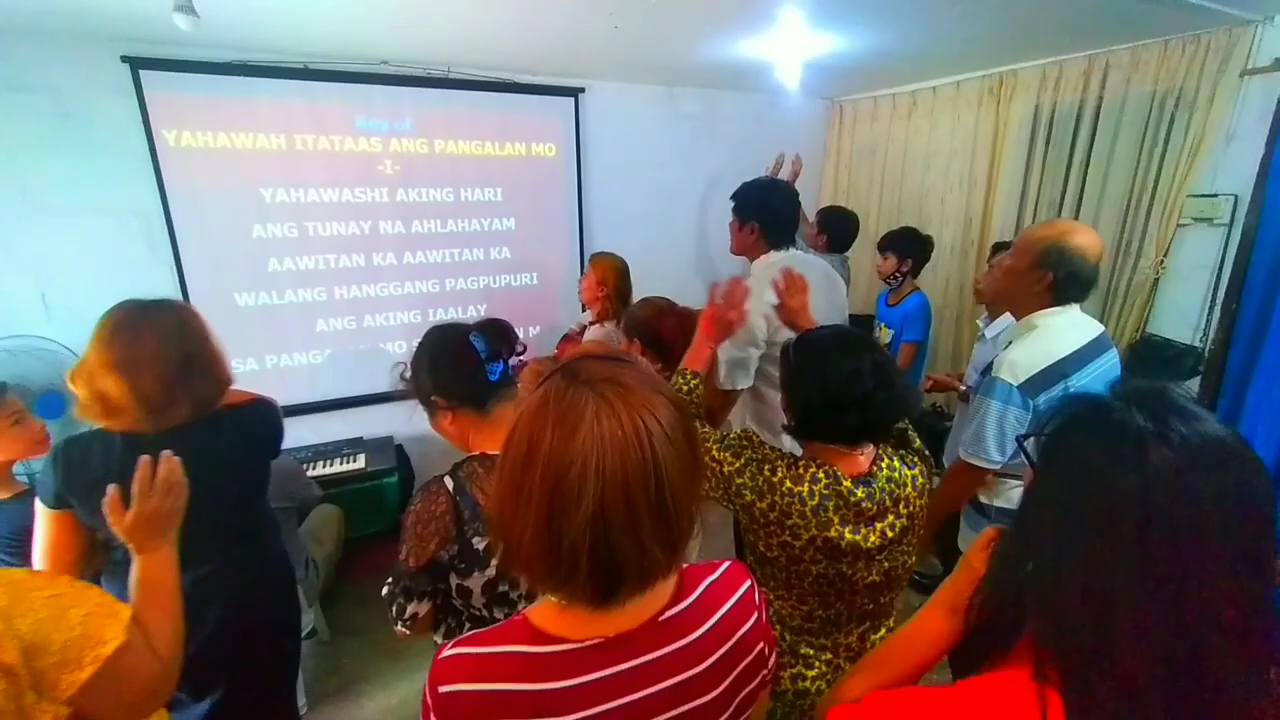 Key of
YAHAWAH ITATAAS ANG PANGALAN MO
-I-
YAHAWASHI AKING HARI
ANG TUNAY NA AHLAHAYAM
AAWITAN KA AAWITAN KA
WALANG HANGGANG PAGPUPURI
ANG AKING IAALAY
SA MO